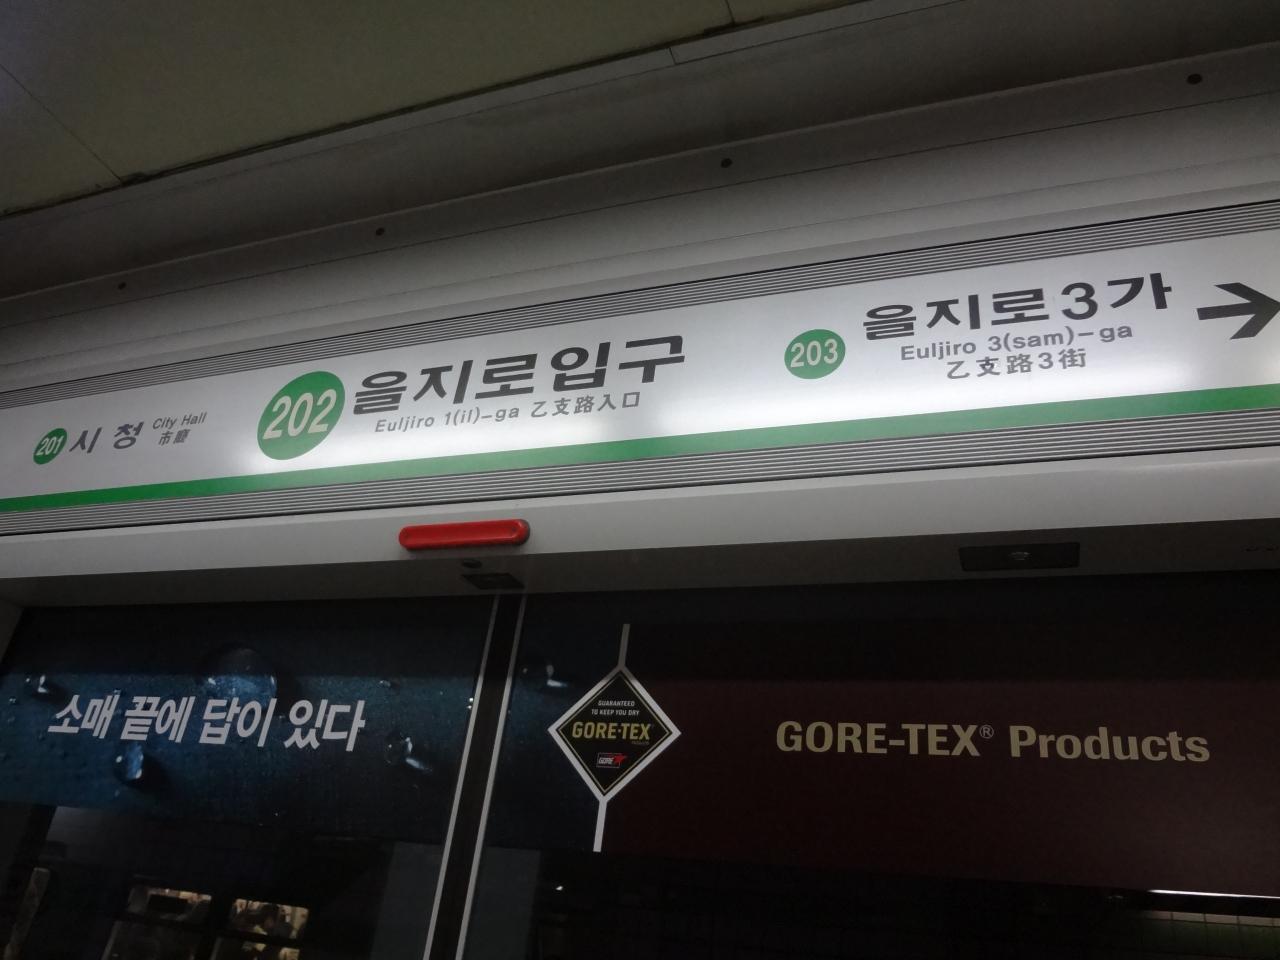 201 시 청 City Hall
市廳
202 을지로입구
Euljiro 1(il)-ga 乙支路入口
203 을지로3가
Euljiro 3(sam)-ga
乙支路3街
소매 끝에 답이 있다
GUARANTEED
TO KEEP YOU DRY
GORE-TEX
PRODUCTS
GORE
GORE-TEX® Products